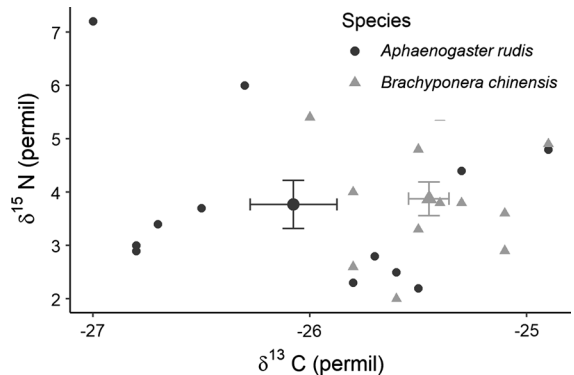 Species
Aphaenogaster rudis
Brachyponera chinensis
7
6
5
4
3
2
δ15 N (permil)
-27
-26
-25
δ13 C (permil)